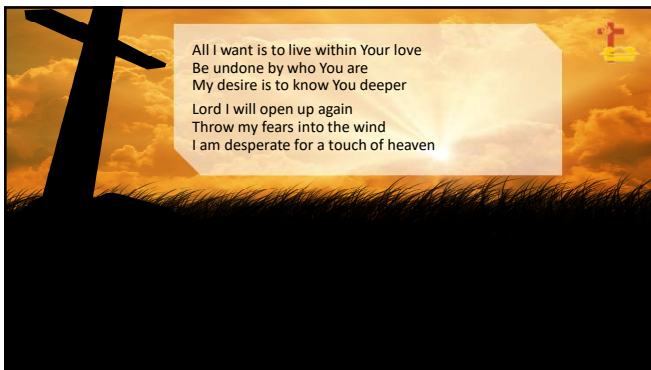 All I want is to live within Your love
Be undone by who You are
My desire is to know You deeper
Lord I will open up again
Throw my fears into the wind
I am desperate for a touch of heaven